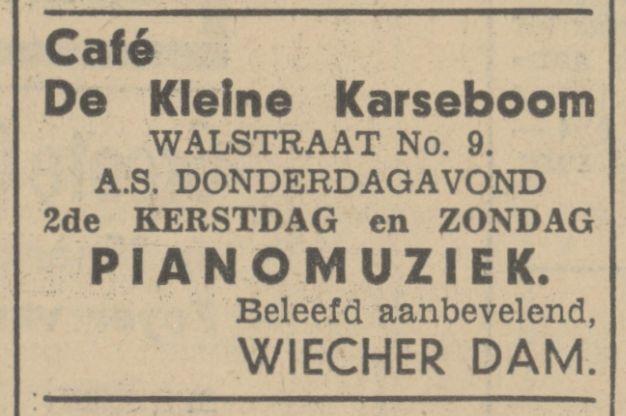 Café
De Kleine Karseboom
WALSTRAAT No. 9.
A.S. DONDERDAGAVOND
2de KERSTDAG en ZONDAG
PIANOMUZIEK.
Beleefd aanbevelend,
WIECHER DAM.